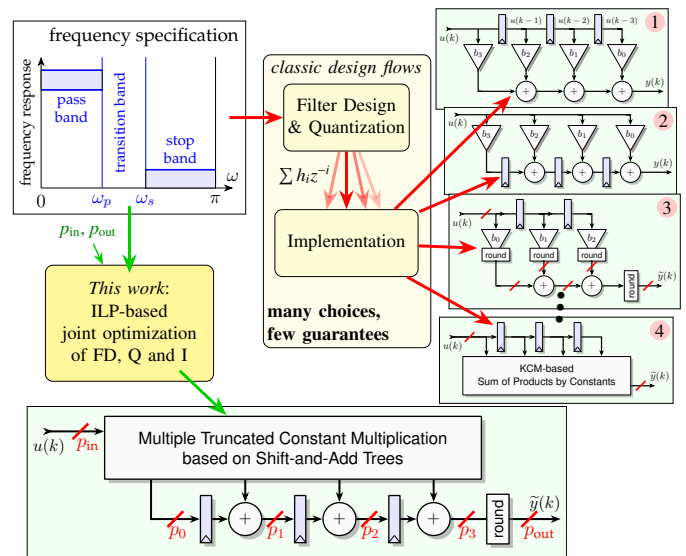 frequency specification
frequency response
pass
band
transition band
stop
band
ω
0
ω_p
ω_s
π
p_in, p_out
This work:
ILP-based
joint optimization
of FD, Q and I
classic design flows
Filter Design
& Quantization
∑ h_i z^{-i}
Implementation
many choices,
few guarantees
1
u(k)
u(k−1)
u(k−2)
u(k−3)
b_3
b_2
b_1
b_0
+
+
+
y(k)
2
u(k)
b_3
b_2
b_1
b_0
+
+
+
y(k)
3
u(k)
b_0
b_1
b_2
round
round
round
+
+
round
ỹ(k)
4
u(k)
KCM-based
Sum of Products by Constants
ỹ(k)
Multiple Truncated Constant Multiplication
based on Shift-and-Add Trees
u(k)
p_in
+
+
+
round
ỹ(k)
p_0
p_1
p_2
p_3
p_out